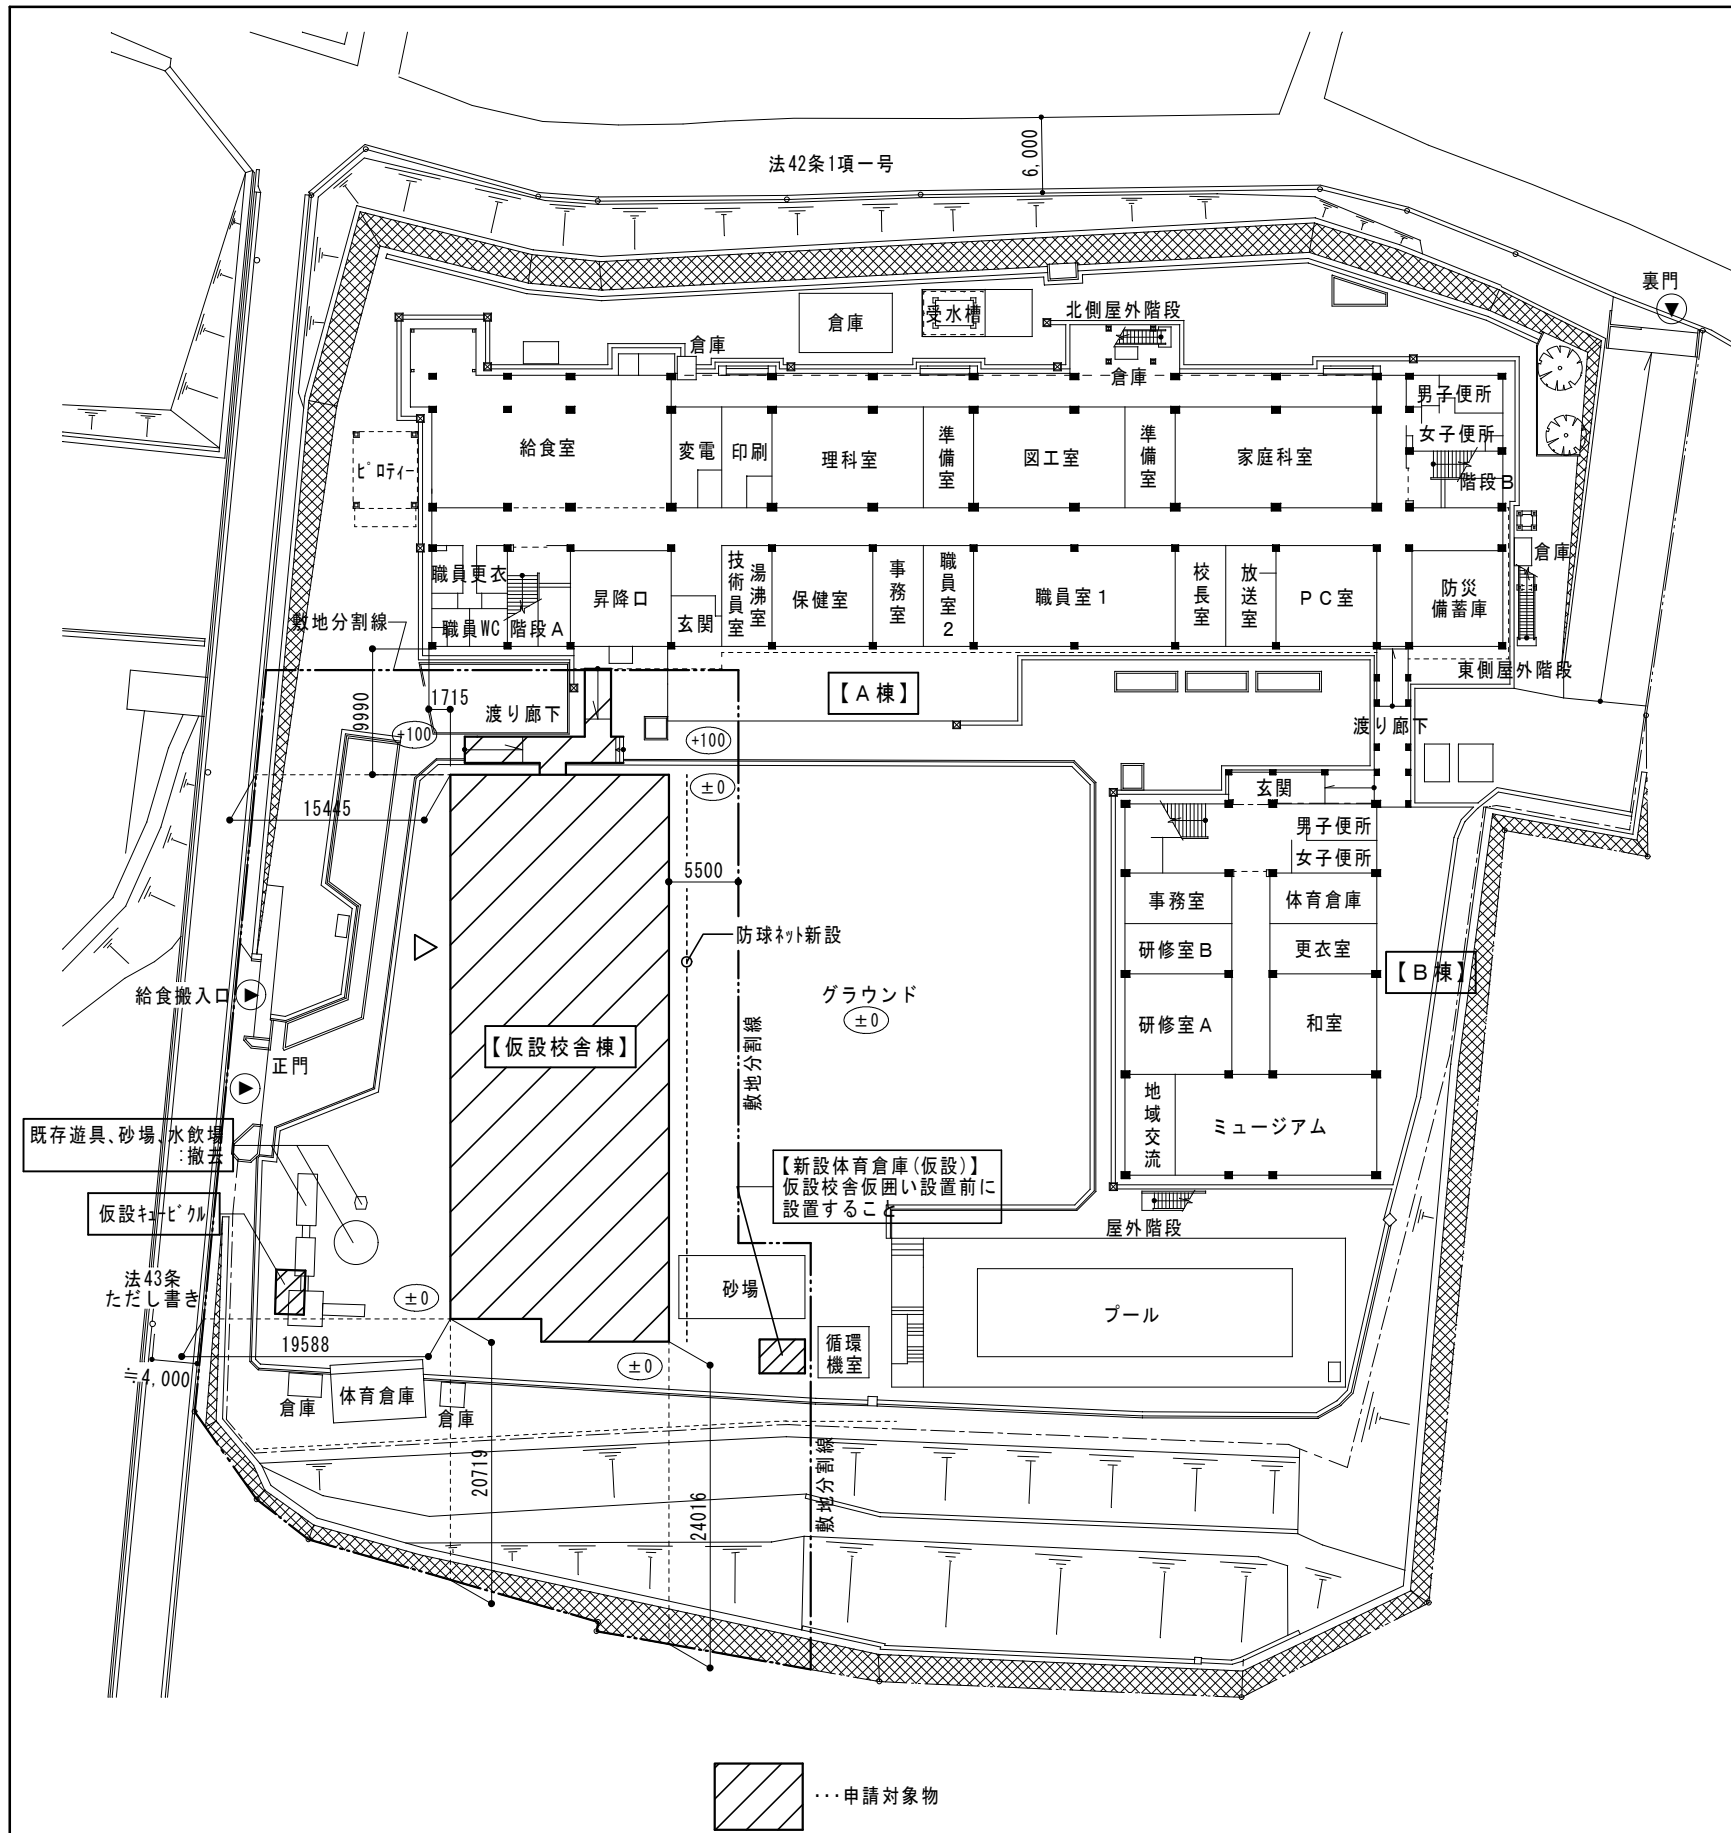 法42条1項一号
6,000
裏門
倉庫
受水槽
北側屋外階段
倉庫
倉庫
男子便所
女子便所
階段B
給食室
変電
印刷
理科室
準備室
図工室
準備室
家庭科室
ピロティー
倉庫
職員更衣
職員WC
階段A
昇降口
玄関
技術員室
湯沸室
保健室
事務室
職員室2
職員室1
校長室
放送室
PC室
防災
備蓄庫
敷地分割線
東側屋外階段
9990
1715
渡り廊下
【A棟】
+100
+100
渡り廊下
±0
15445
玄関
男子便所
女子便所
5500
事務室
体育倉庫
防球ネット新設
研修室B
更衣室
【B棟】
給食搬入口
グラウンド
±0
敷地分割線
【仮設校舎棟】
研修室A
和室
正門
地域交流
ミュージアム
既存遊具、砂場、水飲場
:撤去
【新設体育倉庫(仮設)】
仮設校舎仮囲い設置前に
設置すること
仮設キュービクル
屋外階段
法43条
ただし書き
±0
砂場
プール
19588
±0
循環
機室
≒4,000
倉庫
体育倉庫
倉庫
20719
24016
敷地分割線
···申請対象物